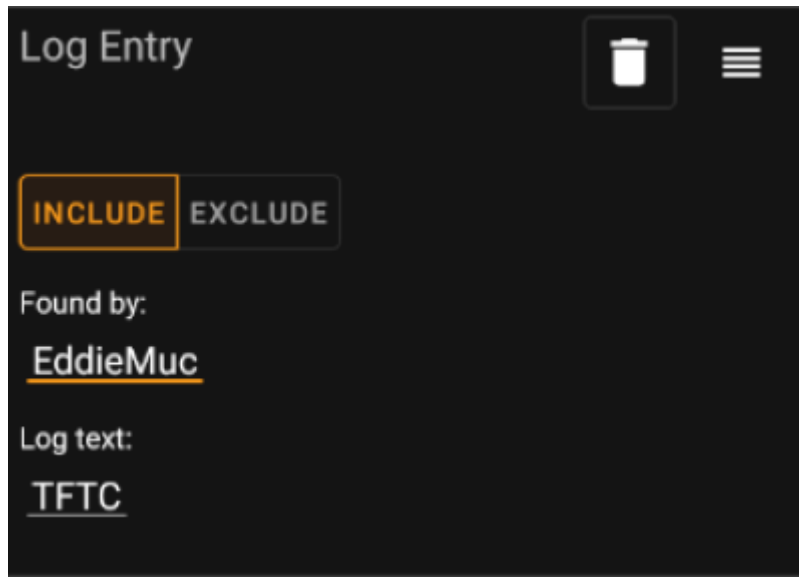 Log Entry
INCLUDE EXCLUDE
Found by:
EddieMuc
Log text:
TFTC